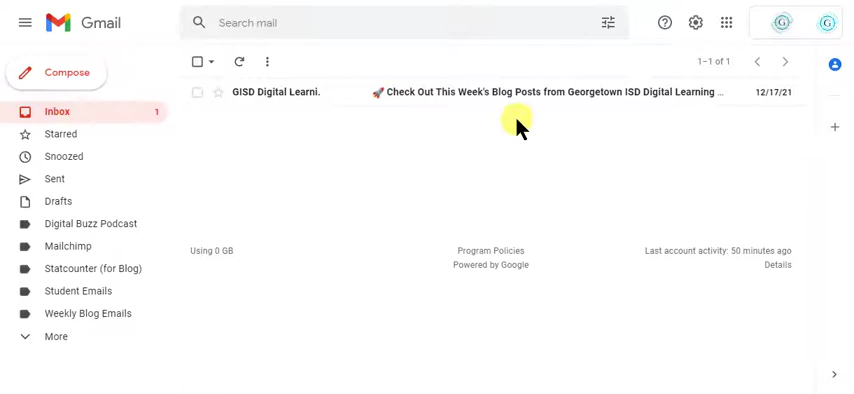 Gmail
Search mail
Compose
1–1 of 1
GISD Digital Learni. 🚀 Check Out This Week's Blog Posts from Georgetown ISD Digital Learning ... 12/17/21
Inbox 1
Starred
Snoozed
Sent
Drafts
Digital Buzz Podcast
Mailchimp
Statcounter (for Blog)
Student Emails
Weekly Blog Emails
More
Using 0 GB
Program Policies
Powered by Google
Last account activity: 50 minutes ago
Details
G
G